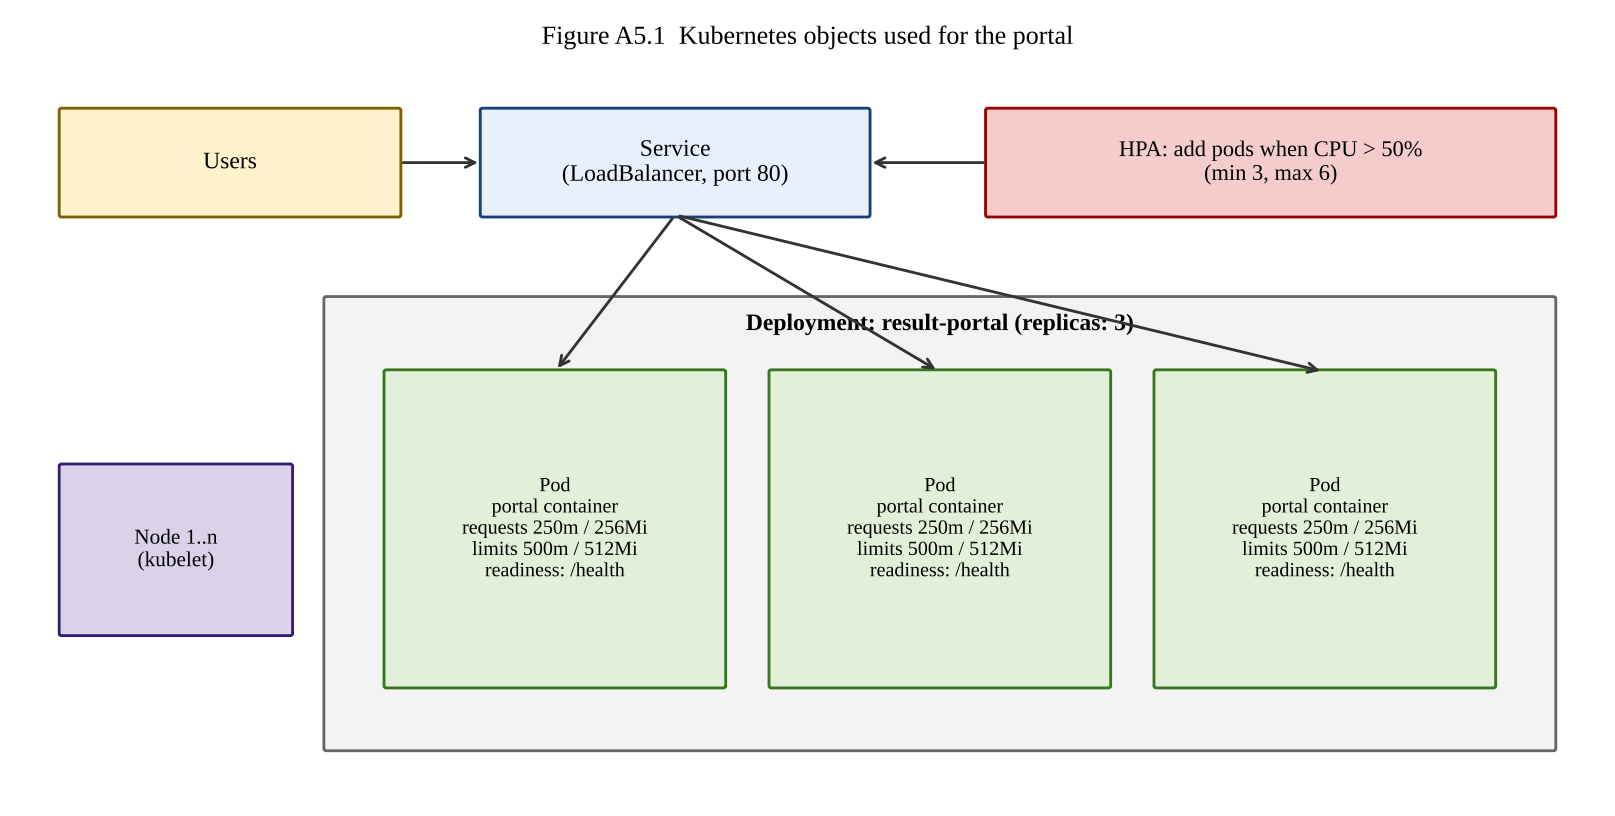 Figure A5.1  Kubernetes objects used for the portal
Users
Service
(LoadBalancer, port 80)
HPA: add pods when CPU > 50%
(min 3, max 6)
Deployment: result-portal (replicas: 3)
Node 1..n
(kubelet)
Pod
portal container
requests 250m / 256Mi
limits 500m / 512Mi
readiness: /health
Pod
portal container
requests 250m / 256Mi
limits 500m / 512Mi
readiness: /health
Pod
portal container
requests 250m / 256Mi
limits 500m / 512Mi
readiness: /health